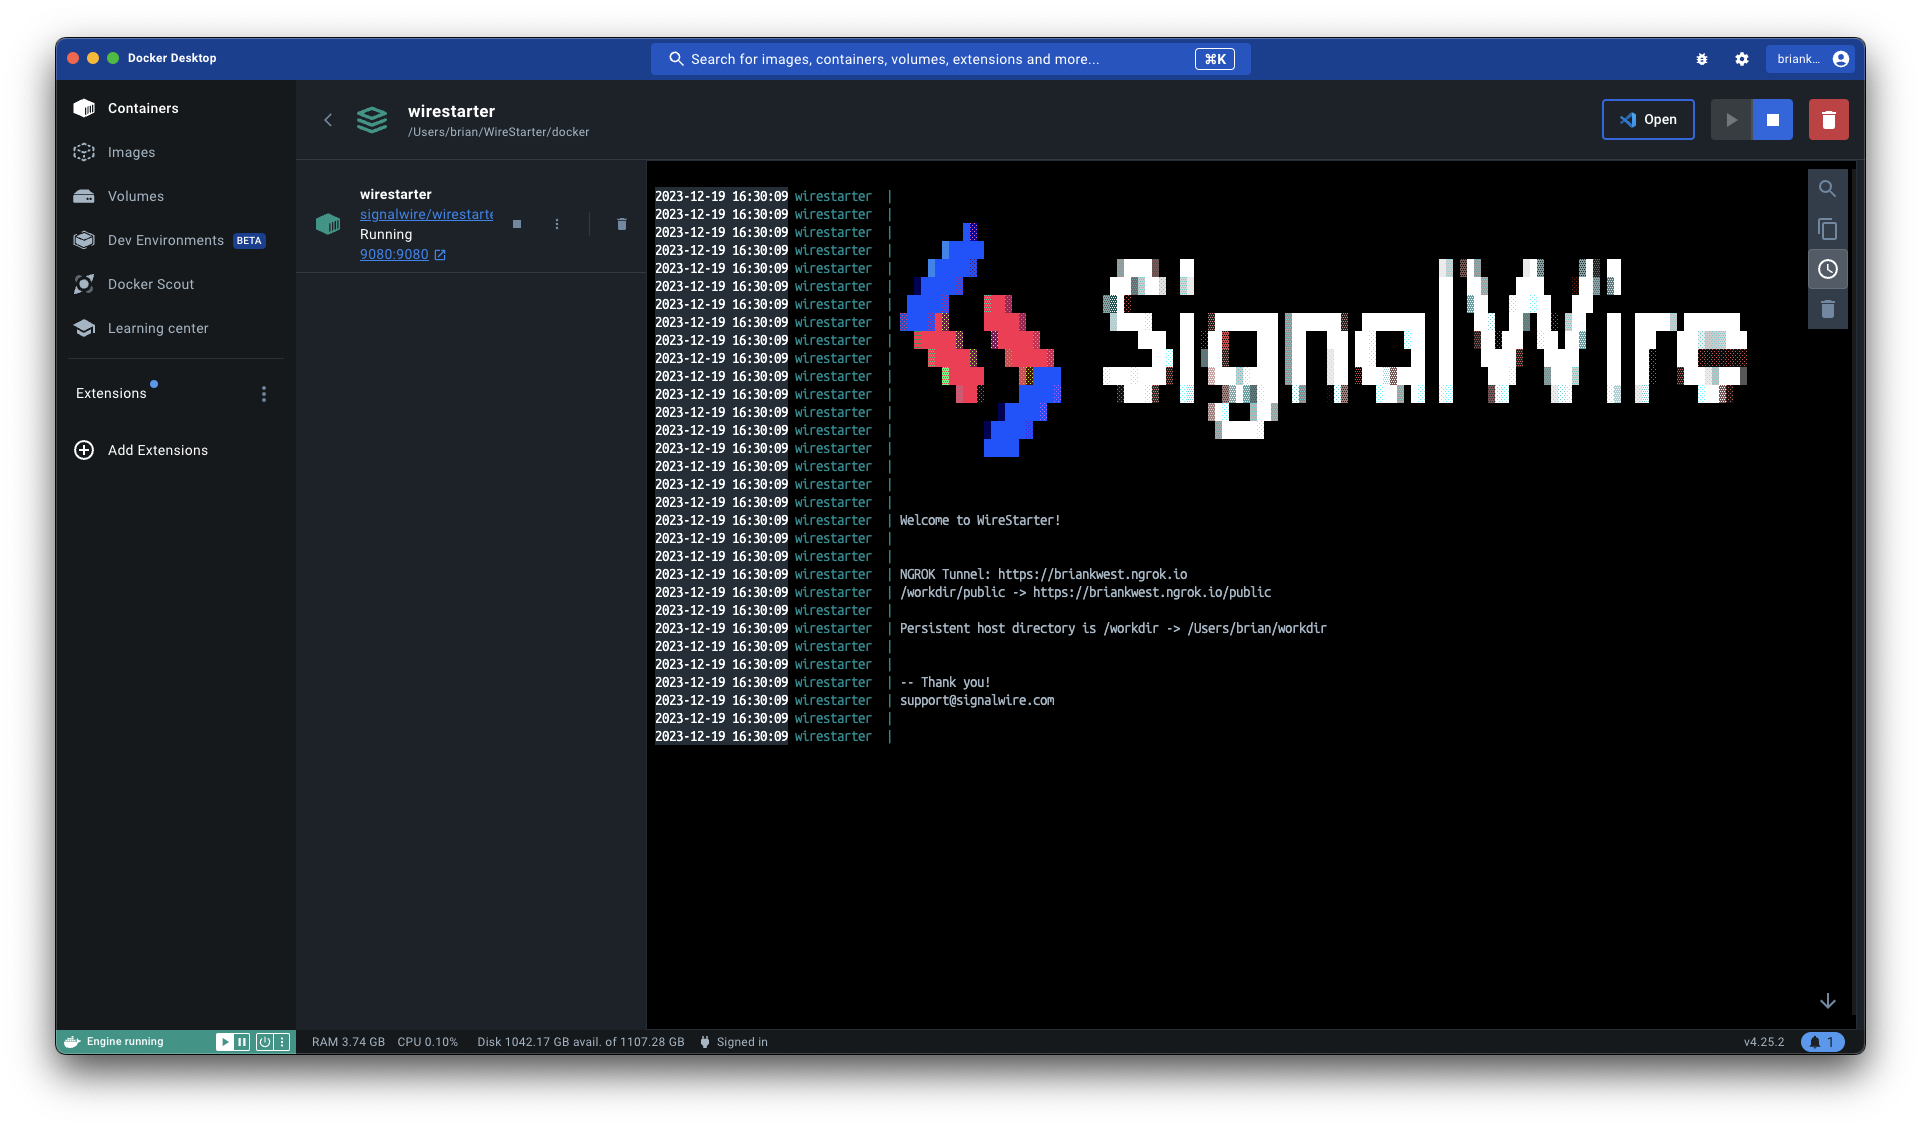 Docker Desktop
Search for images, containers, volumes, extensions and more...
⌘K
briank...
Containers
Images
Volumes
Dev Environments BETA
Docker Scout
Learning center
Extensions
Add Extensions
wirestarter
/Users/brian/WireStarter/docker
Open
wirestarter
signalwire/wirestarte
Running
9080:9080
2023-12-19 16:30:09 wirestarter |
2023-12-19 16:30:09 wirestarter |
2023-12-19 16:30:09 wirestarter |
2023-12-19 16:30:09 wirestarter |
2023-12-19 16:30:09 wirestarter |
2023-12-19 16:30:09 wirestarter |
2023-12-19 16:30:09 wirestarter |
2023-12-19 16:30:09 wirestarter |
SignalWire
2023-12-19 16:30:09 wirestarter |
2023-12-19 16:30:09 wirestarter |
2023-12-19 16:30:09 wirestarter |
2023-12-19 16:30:09 wirestarter |
2023-12-19 16:30:09 wirestarter |
2023-12-19 16:30:09 wirestarter |
2023-12-19 16:30:09 wirestarter |
2023-12-19 16:30:09 wirestarter |
2023-12-19 16:30:09 wirestarter |
2023-12-19 16:30:09 wirestarter |
2023-12-19 16:30:09 wirestarter | Welcome to WireStarter!
2023-12-19 16:30:09 wirestarter |
2023-12-19 16:30:09 wirestarter |
2023-12-19 16:30:09 wirestarter | NGROK Tunnel: https://briankwest.ngrok.io
2023-12-19 16:30:09 wirestarter | /workdir/public -> https://briankwest.ngrok.io/public
2023-12-19 16:30:09 wirestarter |
2023-12-19 16:30:09 wirestarter | Persistent host directory is /workdir -> /Users/brian/workdir
2023-12-19 16:30:09 wirestarter |
2023-12-19 16:30:09 wirestarter |
2023-12-19 16:30:09 wirestarter | -- Thank you!
2023-12-19 16:30:09 wirestarter | support@signalwire.com
2023-12-19 16:30:09 wirestarter |
2023-12-19 16:30:09 wirestarter |
Engine running
RAM 3.74 GB CPU 0.10% Disk 1042.17 GB avail. of 1107.28 GB Signed in
v4.25.2
1